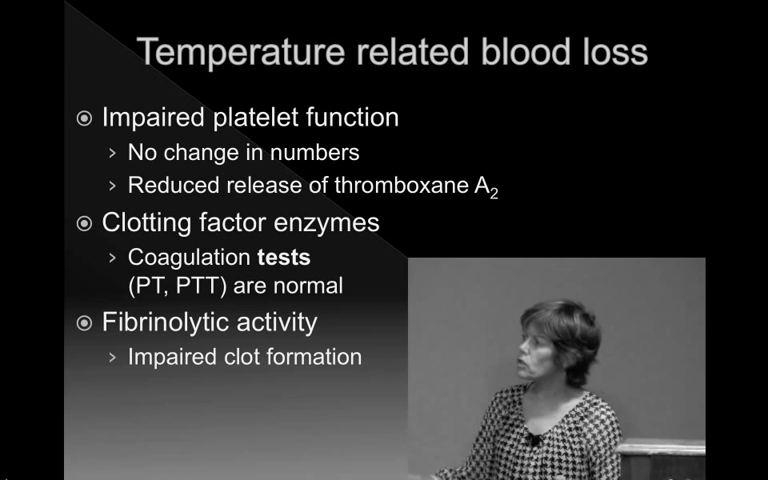 Temperature related blood loss
Impaired platelet function
No change in numbers
Reduced release of thromboxane A₂
Clotting factor enzymes
Coagulation tests
(PT, PTT) are normal
Fibrinolytic activity
Impaired clot formation